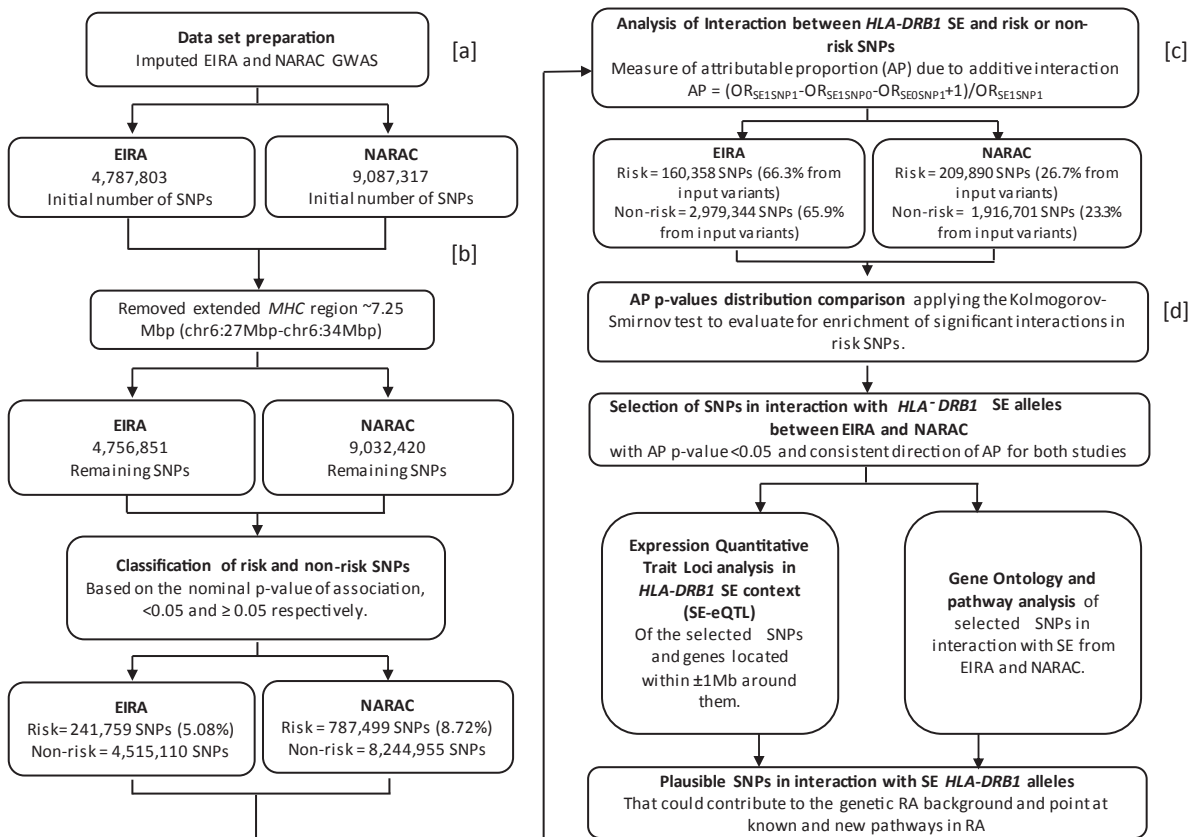 Data set preparation
Imputed EIRA and NARAC GWAS
[a]
EIRA
4,787,803
Initial number of SNPs
NARAC
9,087,317
Initial number of SNPs
[b]
Removed extended MHC region ~7.25
Mbp (chr6:27Mbp-chr6:34Mbp)
EIRA
4,756,851
Remaining SNPs
NARAC
9,032,420
Remaining SNPs
Classification of risk and non-risk SNPs
Based on the nominal p-value of association,
<0.05 and ≥ 0.05 respectively.
EIRA
Risk= 241,759 SNPs (5.08%)
Non-risk = 4,515,110 SNPs
NARAC
Risk = 787,499 SNPs (8.72%)
Non-risk = 8,244,955 SNPs
Analysis of Interaction between HLA-DRB1 SE and risk or non-
risk SNPs
Measure of attributable proportion (AP) due to additive interaction
AP = (ORSE1SNP1-ORSE1SNP0-ORSE0SNP1+1)/ORSE1SNP1
[c]
EIRA
Risk = 160,358 SNPs (66.3% from
input variants)
Non-risk = 2,979,344 SNPs (65.9%
from input variants)
NARAC
Risk = 209,890 SNPs (26.7% from
input variants)
Non-risk = 1,916,701 SNPs (23.3%
from input variants)
AP p-values distribution comparison applying the Kolmogorov-
Smirnov test to evaluate for enrichment of significant interactions in
risk SNPs.
[d]
Selection of SNPs in interaction with HLA-DRB1 SE alleles
between EIRA and NARAC
with AP p-value <0.05 and consistent direction of AP for both studies
Expression Quantitative
Trait Loci analysis in
HLA-DRB1 SE context
(SE-eQTL)
Of the selected SNPs
and genes located
within ±1Mb around
them.
Gene Ontology and
pathway analysis of
selected SNPs in
interaction with SE from
EIRA and NARAC.
Plausible SNPs in interaction with SE HLA-DRB1 alleles
That could contribute to the genetic RA background and point at
known and new pathways in RA